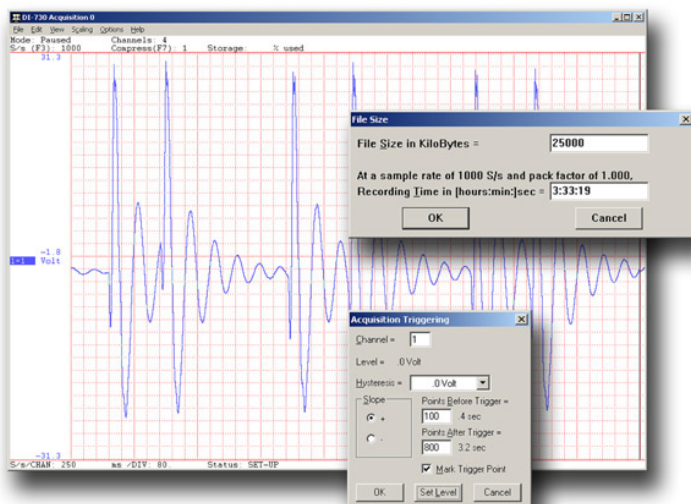 DI-730 Acquisition 0
File Edit View Scaling Options Help
Mode: Paused Channels: 4
S/s (F3): 1000 Compress(F7): 1 Storage: % used
31.3
-1.8
1-1 Volt
-31.3
S/s/CHAN: 250 ms /DIV: 80. Status: SET-UP
File Size
File Size in KiloBytes = 25000
At a sample rate of 1000 S/s and pack factor of 1.000,
Recording Time in [hours:min:]sec = 3:33:19
OK Cancel
Acquisition Triggering
Channel = 1
Level = .0 Volt
Hysteresis = .0 Volt
Slope
+
-
Points Before Trigger =
100 .4 sec
Points After Trigger =
800 3.2 sec
Mark Trigger Point
OK Set Level Cancel